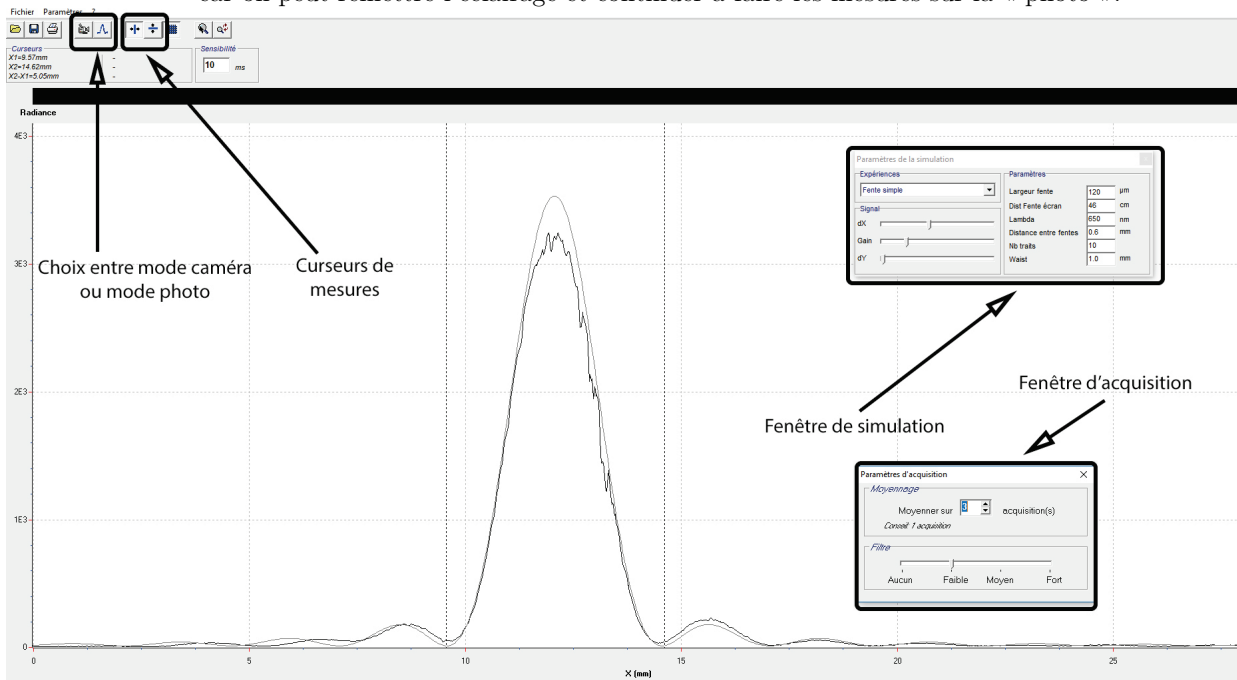 car on peut remettre l'éclairage et continuer à faire les mesures sur la « photo ».
Fichier Paramètres ?
Curseurs
X1=9.57mm -
X2=14.62mm -
X2-X1=5.05mm -
Sensibilité
10 ms
Radiance
4E3
3E3
2E3
1E3
0
0 5 10 15 20 25
X (mm)
Choix entre mode caméra
ou mode photo
Curseurs de
mesures
Paramètres de la simulation
Expériences
Fente simple
Signal
dX
Gain
dY
Paramètres
Largeur fente 120 µm
Dist Fente écran 46 cm
Lambda 650 nm
Distance entre fentes 0.6 mm
Nb traits 10
Waist 1.0 mm
Fenêtre de simulation
Fenêtre d'acquisition
Paramètres d'acquisition
Moyennage
Moyenner sur 3 acquisition(s)
Conseil: 1 acquisition
Filtre
Aucun Faible Moyen Fort